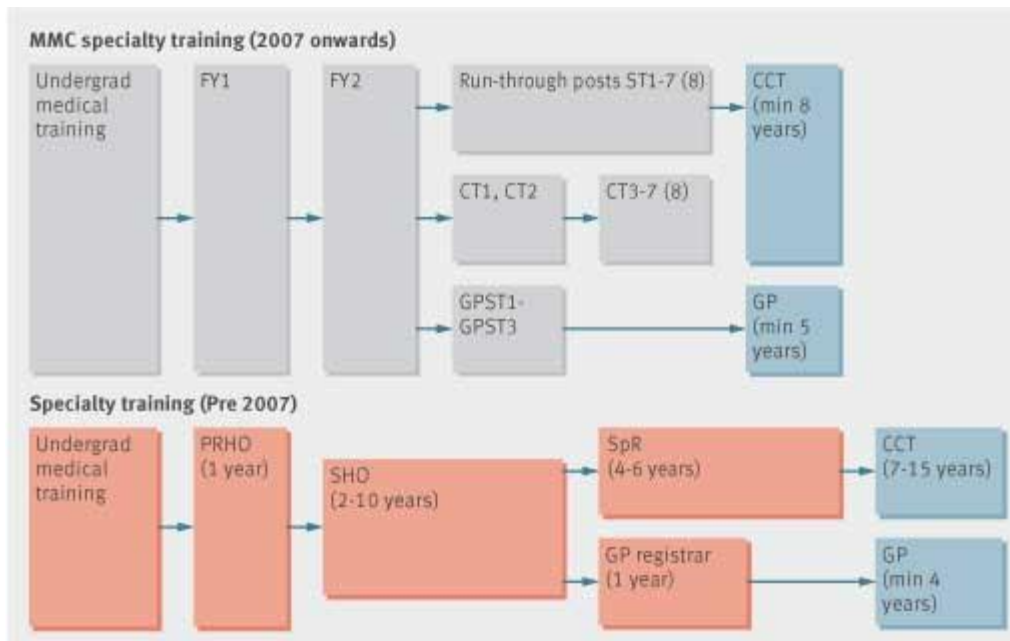 MMC specialty training (2007 onwards)
Undergrad
medical
training
FY1
FY2
Run-through posts ST1-7 (8)
CCT
(min 8
years)
CT1, CT2
CT3-7 (8)
GPST1-
GPST3
GP
(min 5
years)
Specialty training (Pre 2007)
Undergrad
medical
training
PRHO
(1 year)
SHO
(2-10 years)
SpR
(4-6 years)
CCT
(7-15 years)
GP registrar
(1 year)
GP
(min 4
years)